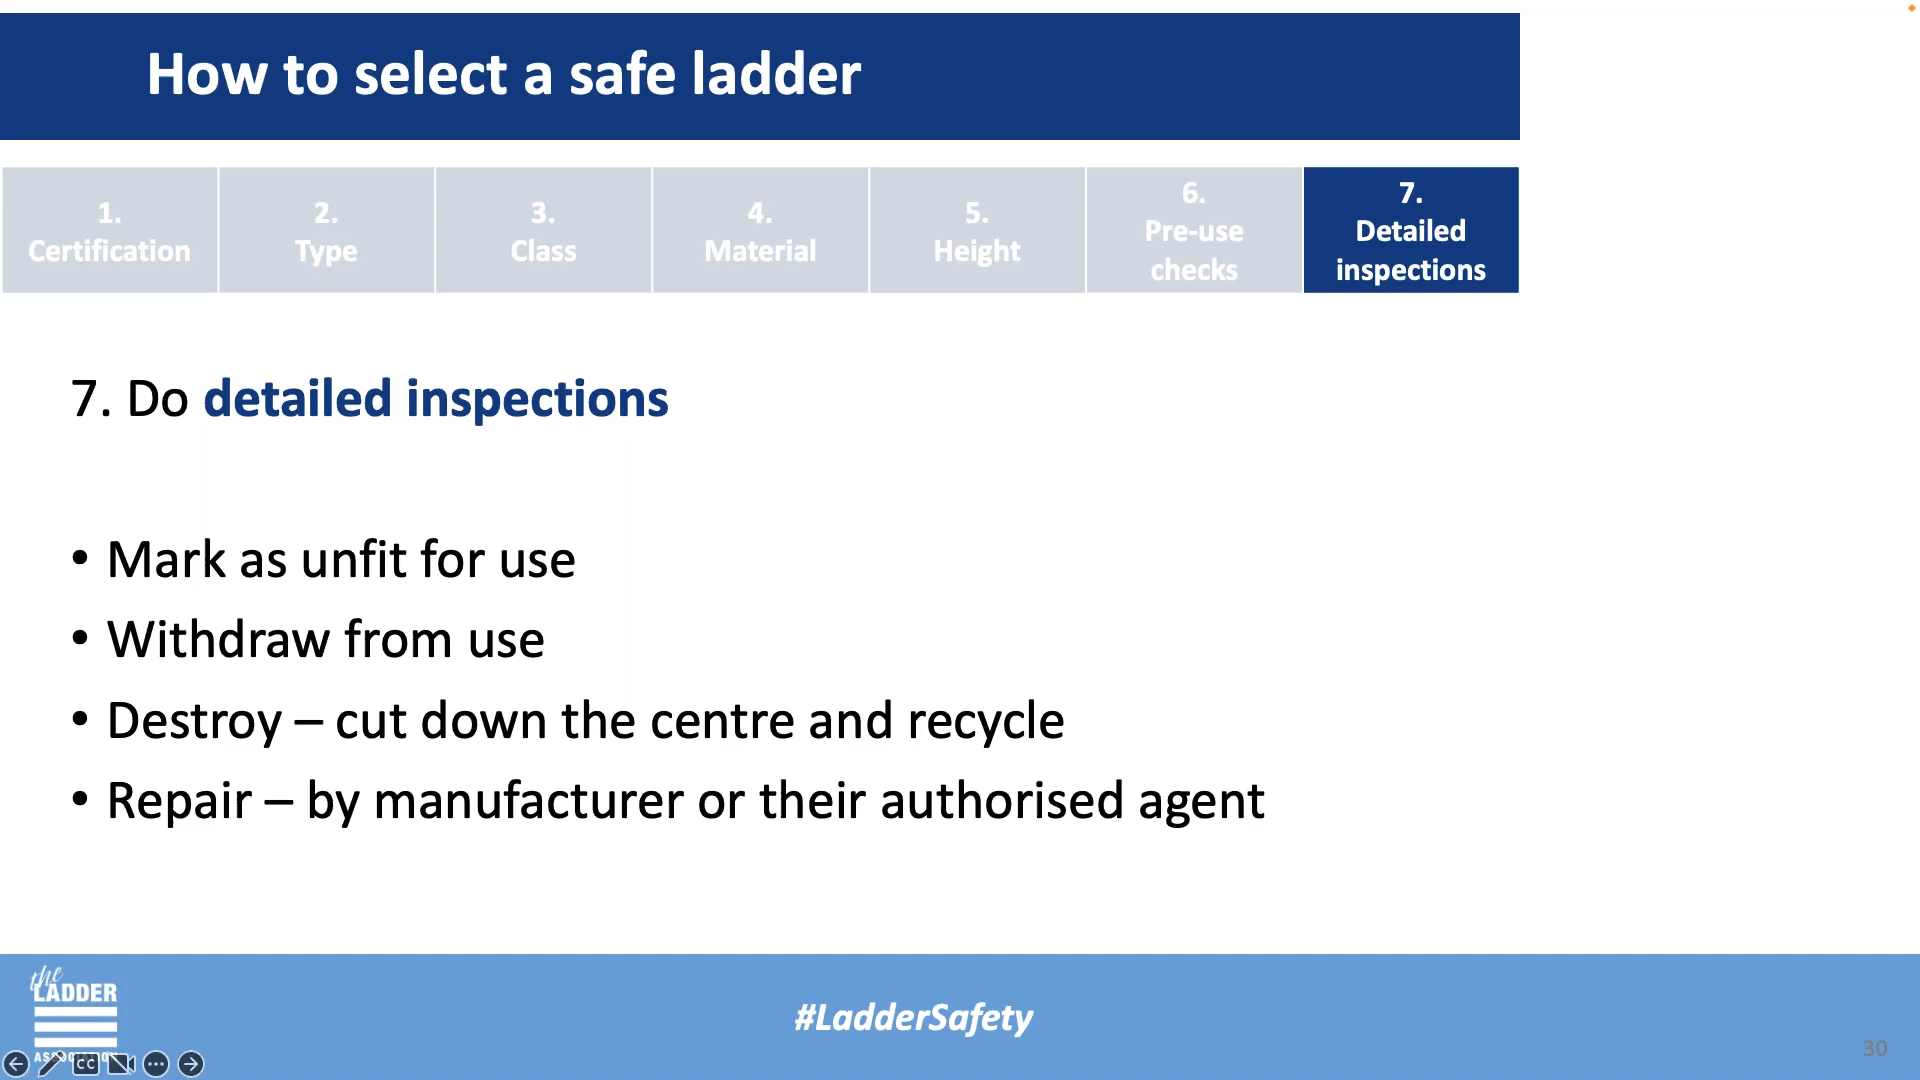 How to select a safe ladder
1.
Certification
2.
Type
3.
Class
4.
Material
5.
Height
6.
Pre-use
checks
7.
Detailed
inspections
7. Do detailed inspections
• Mark as unfit for use
• Withdraw from use
• Destroy – cut down the centre and recycle
• Repair – by manufacturer or their authorised agent
the
LADDER
ASSOCIATION
CC
#LadderSafety
30